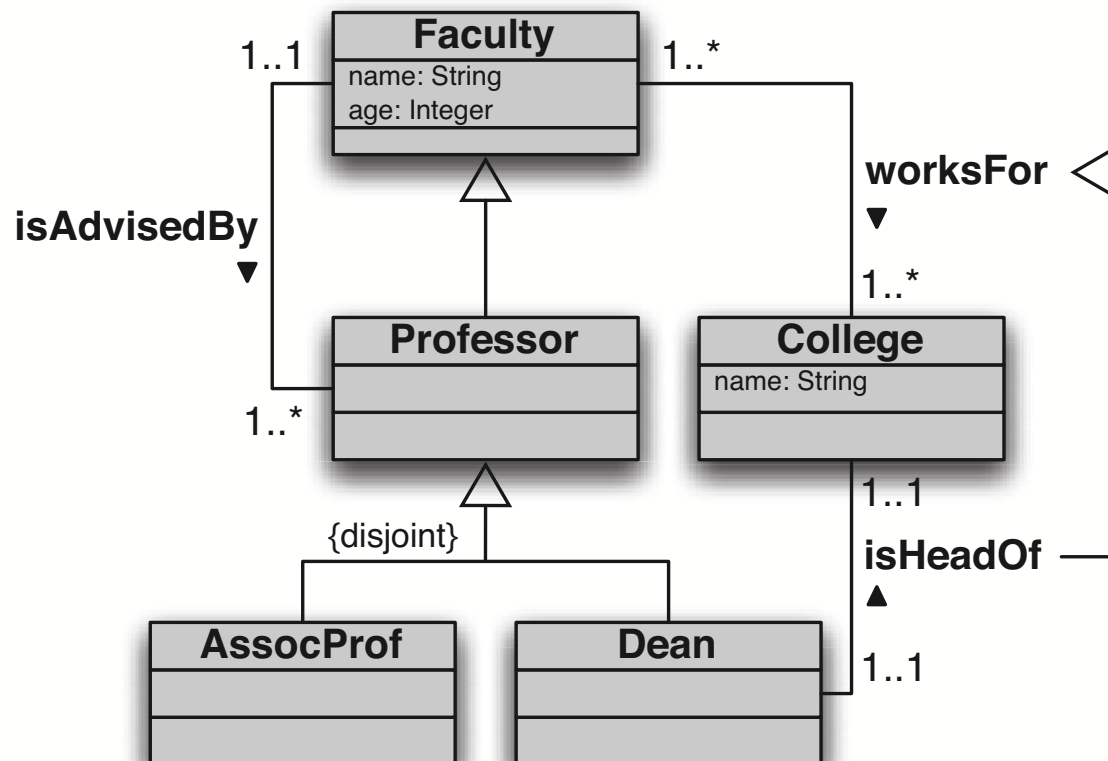 Faculty
1..1
1..*
name: String
age: Integer
worksFor
isAdvisedBy
▼
▼
1..*
Professor
College
name: String
1..*
1..1
{disjoint}
isHeadOf
▲
AssocProf
Dean
1..1